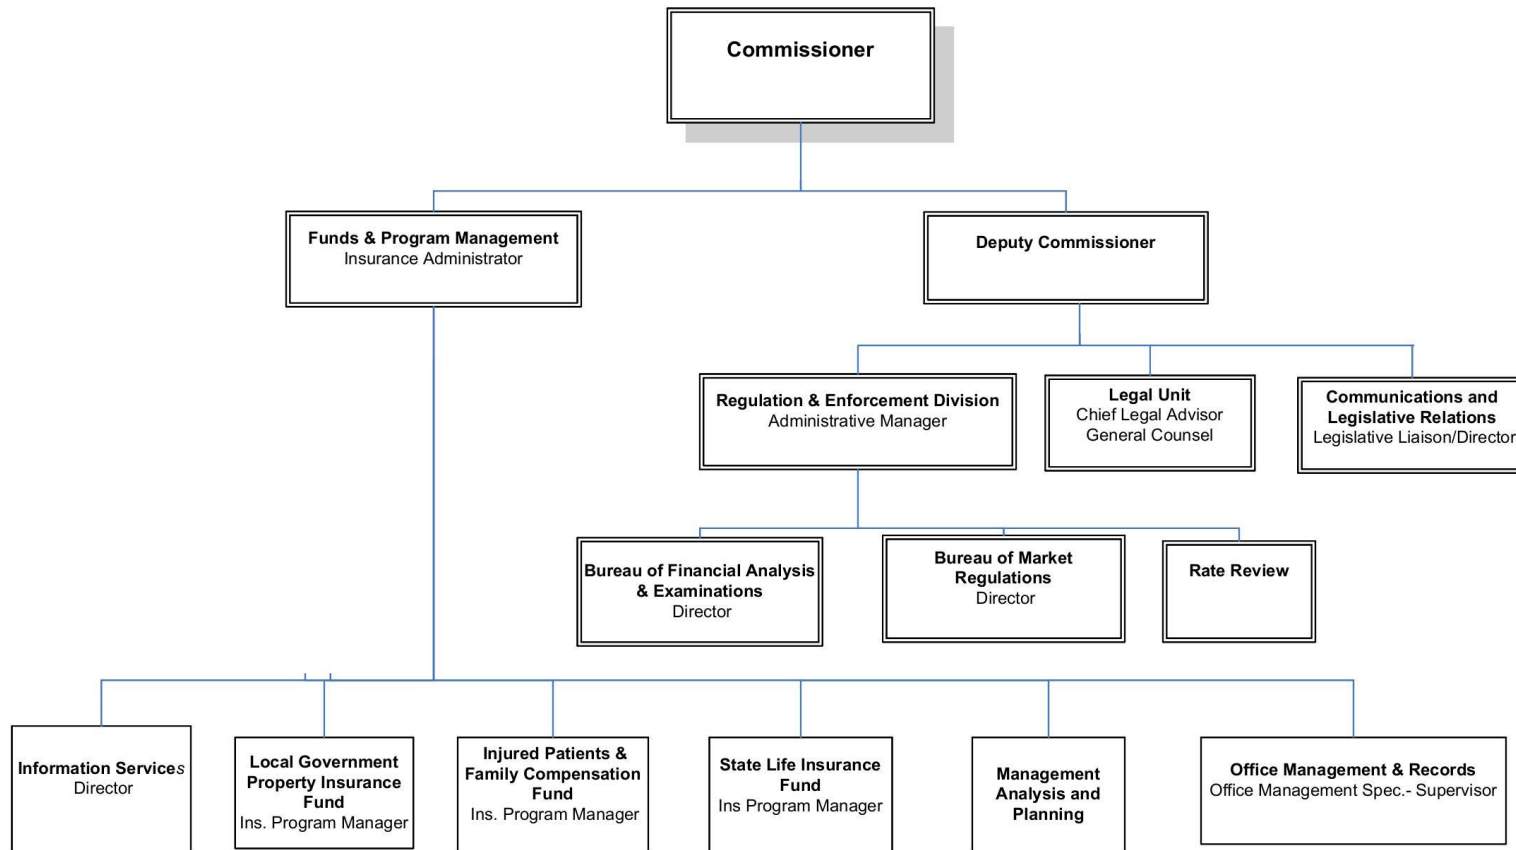 Commissioner
Funds & Program Management
Insurance Administrator
Deputy Commissioner
Regulation & Enforcement Division
Administrative Manager
Legal Unit
Chief Legal Advisor
General Counsel
Communications and
Legislative Relations
Legislative Liaison/Director
Bureau of Financial Analysis
& Examinations
Director
Bureau of Market
Regulations
Director
Rate Review
Information Services
Director
Local Government
Property Insurance
Fund
Ins. Program Manager
Injured Patients &
Family Compensation
Fund
Ins. Program Manager
State Life Insurance
Fund
Ins Program Manager
Management
Analysis and
Planning
Office Management & Records
Office Management Spec.- Supervisor